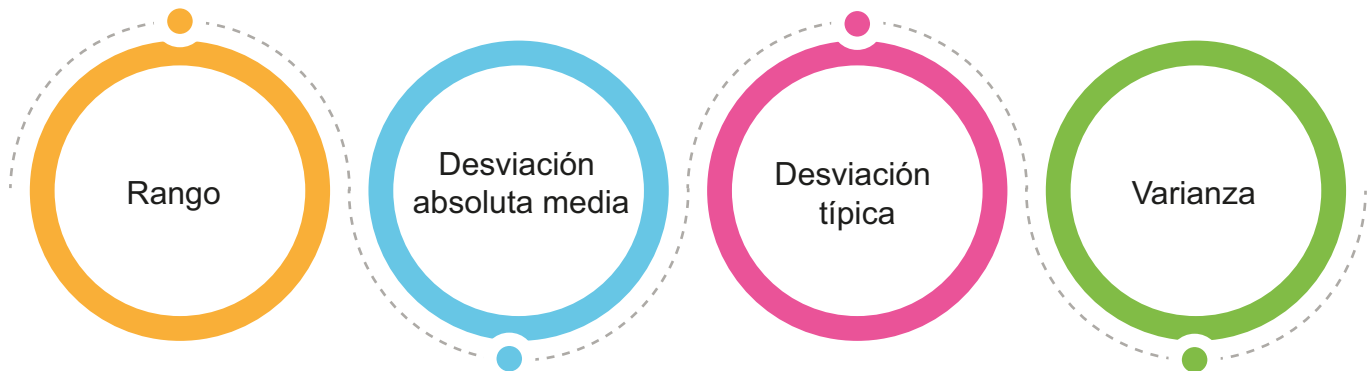 Rango
Desviación
absoluta media
Desviación
típica
Varianza